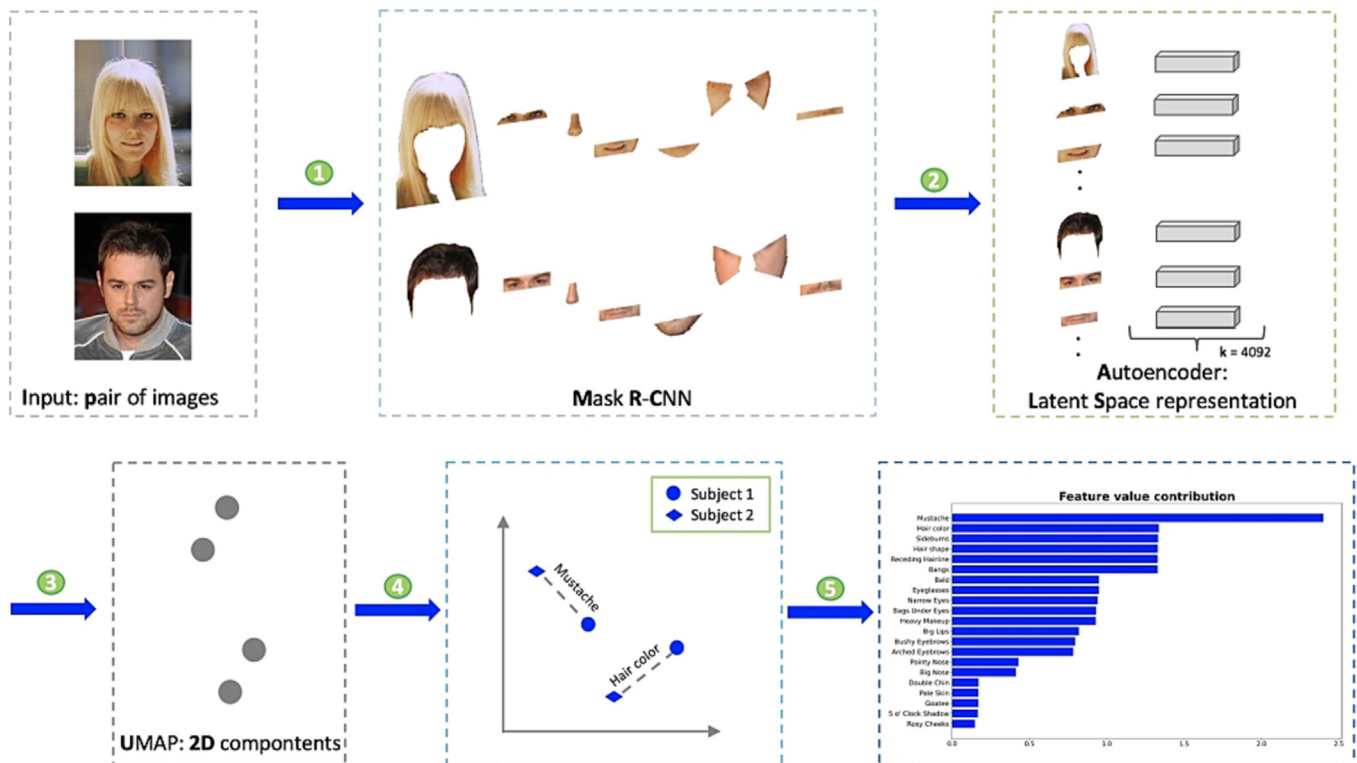 1
2
Input: pair of images
Mask R-CNN
k = 4092
Autoencoder:
Latent Space representation
3
UMAP: 2D compontents
4
Subject 1
Subject 2
Mustache
Hair color
5
Feature value contribution
Mustache
Hair color
Sideburns
Hair shape
Receding Hairline
Bangs
Bald
Eyeglasses
Narrow Eyes
Bags Under Eyes
Heavy Makeup
Big Lips
Bushy Eyebrows
Arched Eyebrows
Pointy Nose
Big Nose
Double Chin
Pale Skin
Goatee
5 o' Clock Shadow
Rosy Cheeks
0.0 0.5 1.0 1.5 2.0 2.5